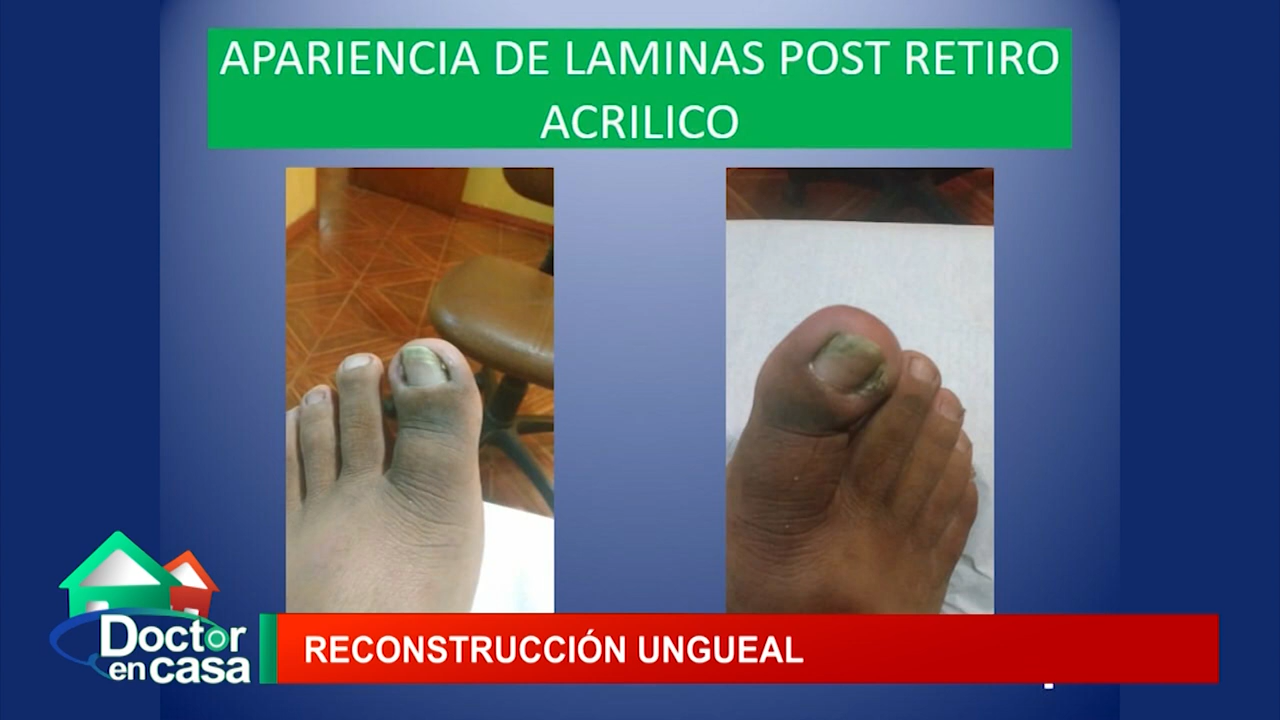 APARIENCIA DE LAMINAS POST RETIRO
ACRILICO
Doctor
en casa
RECONSTRUCCIÓN UNGUEAL